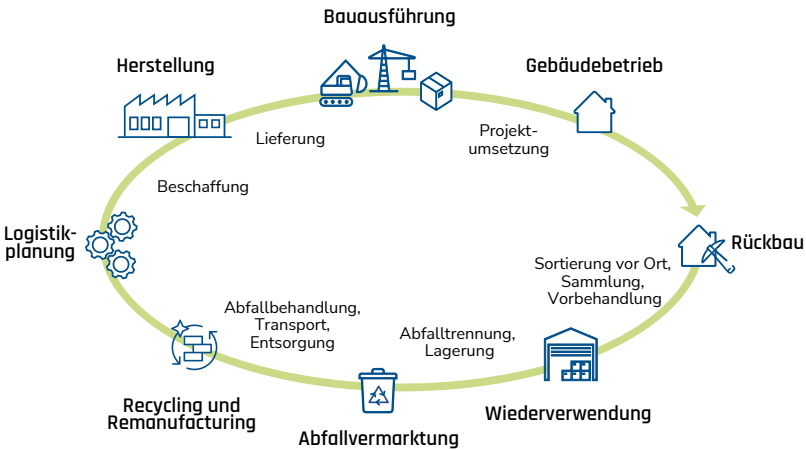 Bauausführung
Herstellung
Gebäudebetrieb
Lieferung
Projekt-
umsetzung
Beschaffung
Logistik-
planung
Rückbau
Sortierung vor Ort,
Sammlung,
Vorbehandlung
Abfallbehandlung,
Transport,
Entsorgung
Abfalltrennung,
Lagerung
Recycling und
Remanufacturing
Abfallvermarktung
Wiederverwendung